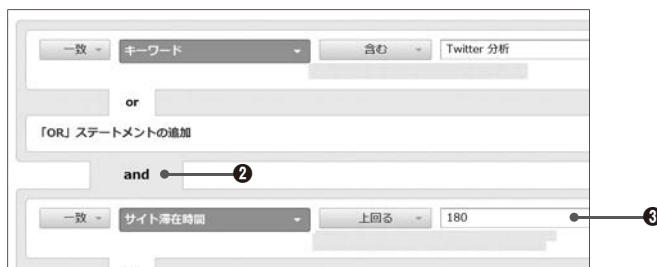 一致 キーワード 含む Twitter 分析
or
「OR」ステートメントの追加
and ❷
一致 サイト滞在時間 上回る 180 ❸